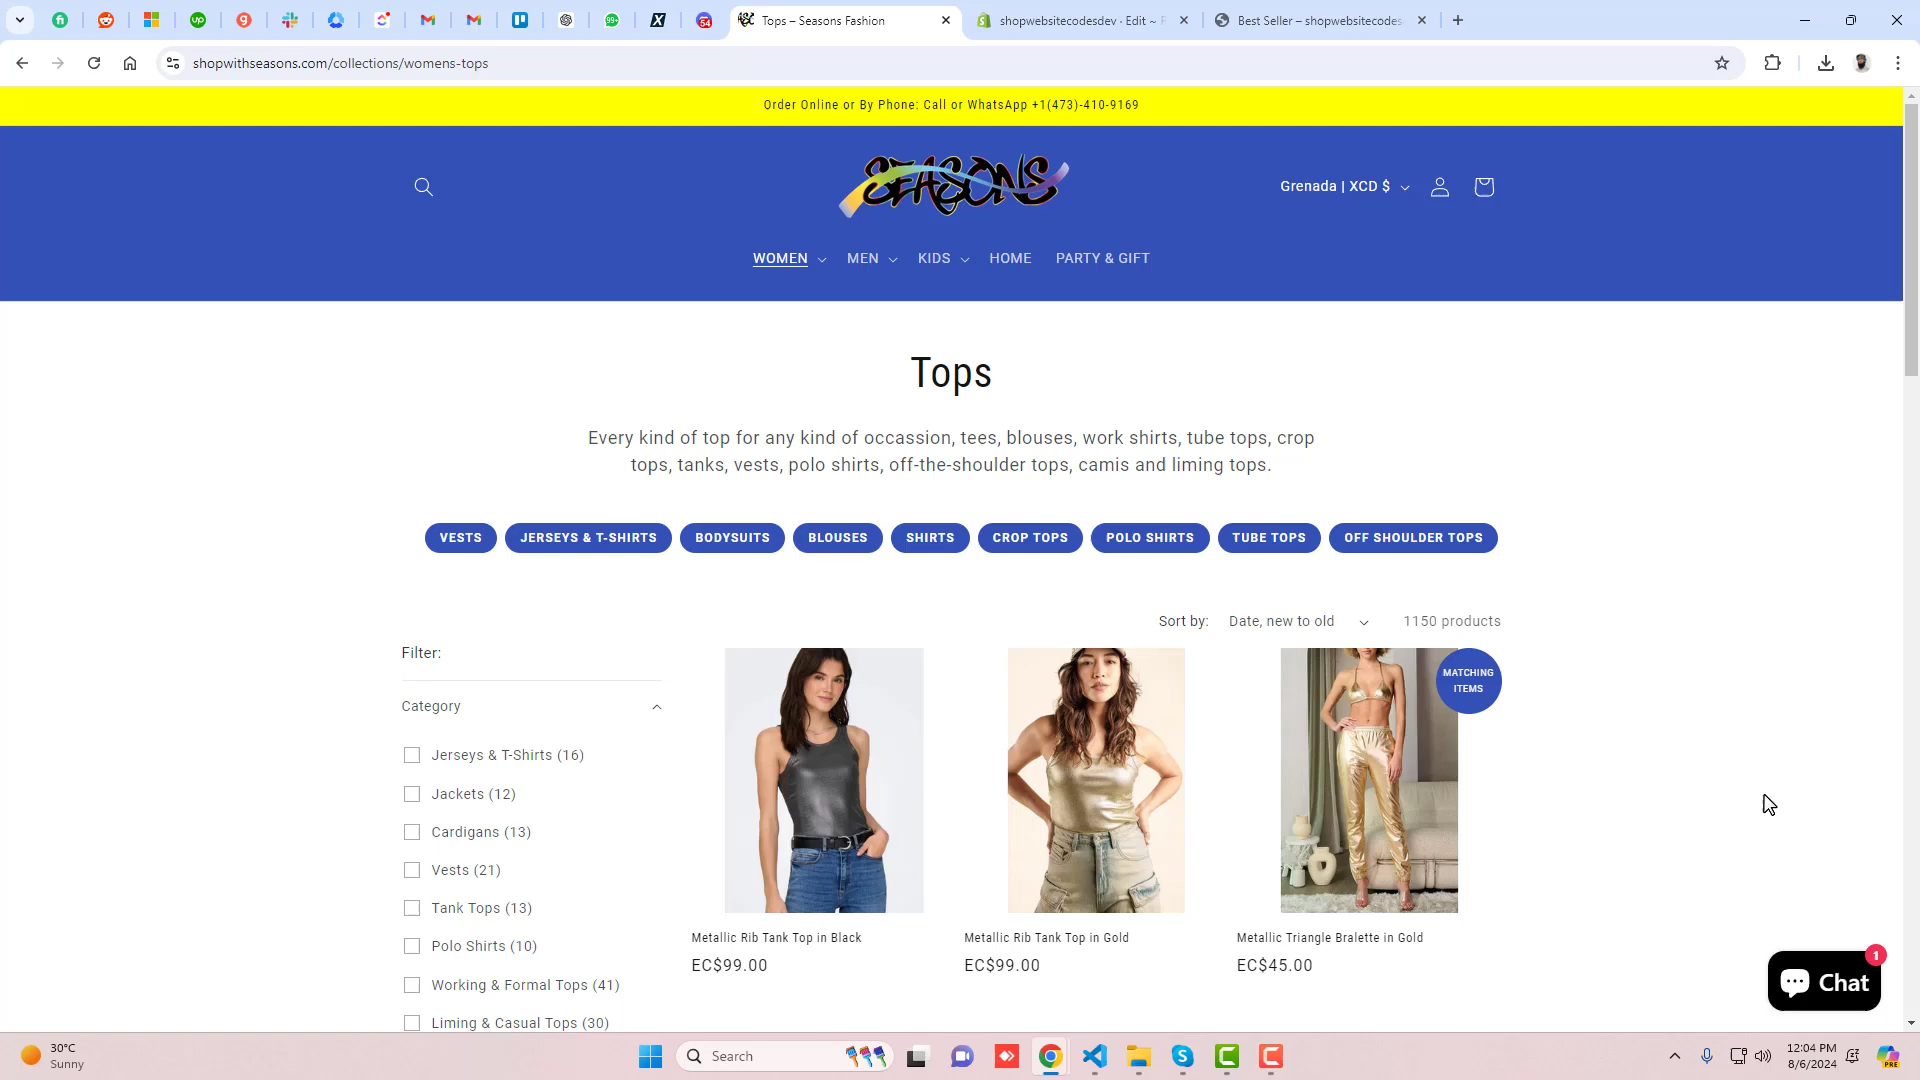 Tops – Seasons Fashion
shopwebsitecodesdev · Edit ~
Best Seller – shopwebsitecodes
shopwithseasons.com/collections/womens-tops
Order Online or By Phone: Call or WhatsApp +1(473)-410-9169
SEASONS
Grenada | XCD $
WOMEN
MEN
KIDS
HOME
PARTY & GIFT
Tops
Every kind of top for any kind of occassion, tees, blouses, work shirts, tube tops, crop
tops, tanks, vests, polo shirts, off-the-shoulder tops, camis and liming tops.
VESTS
JERSEYS & T-SHIRTS
BODYSUITS
BLOUSES
SHIRTS
CROP TOPS
POLO SHIRTS
TUBE TOPS
OFF SHOULDER TOPS
Sort by:
Date, new to old
1150 products
Filter:
Category
Jerseys & T-Shirts (16)
Jackets (12)
Cardigans (13)
Vests (21)
Tank Tops (13)
Polo Shirts (10)
Working & Formal Tops (41)
Liming & Casual Tops (30)
MATCHING
ITEMS
Metallic Rib Tank Top in Black
EC$99.00
Metallic Rib Tank Top in Gold
EC$99.00
Metallic Triangle Bralette in Gold
EC$45.00
1
Chat
30°C
Sunny
Search
12:04 PM
8/6/2024